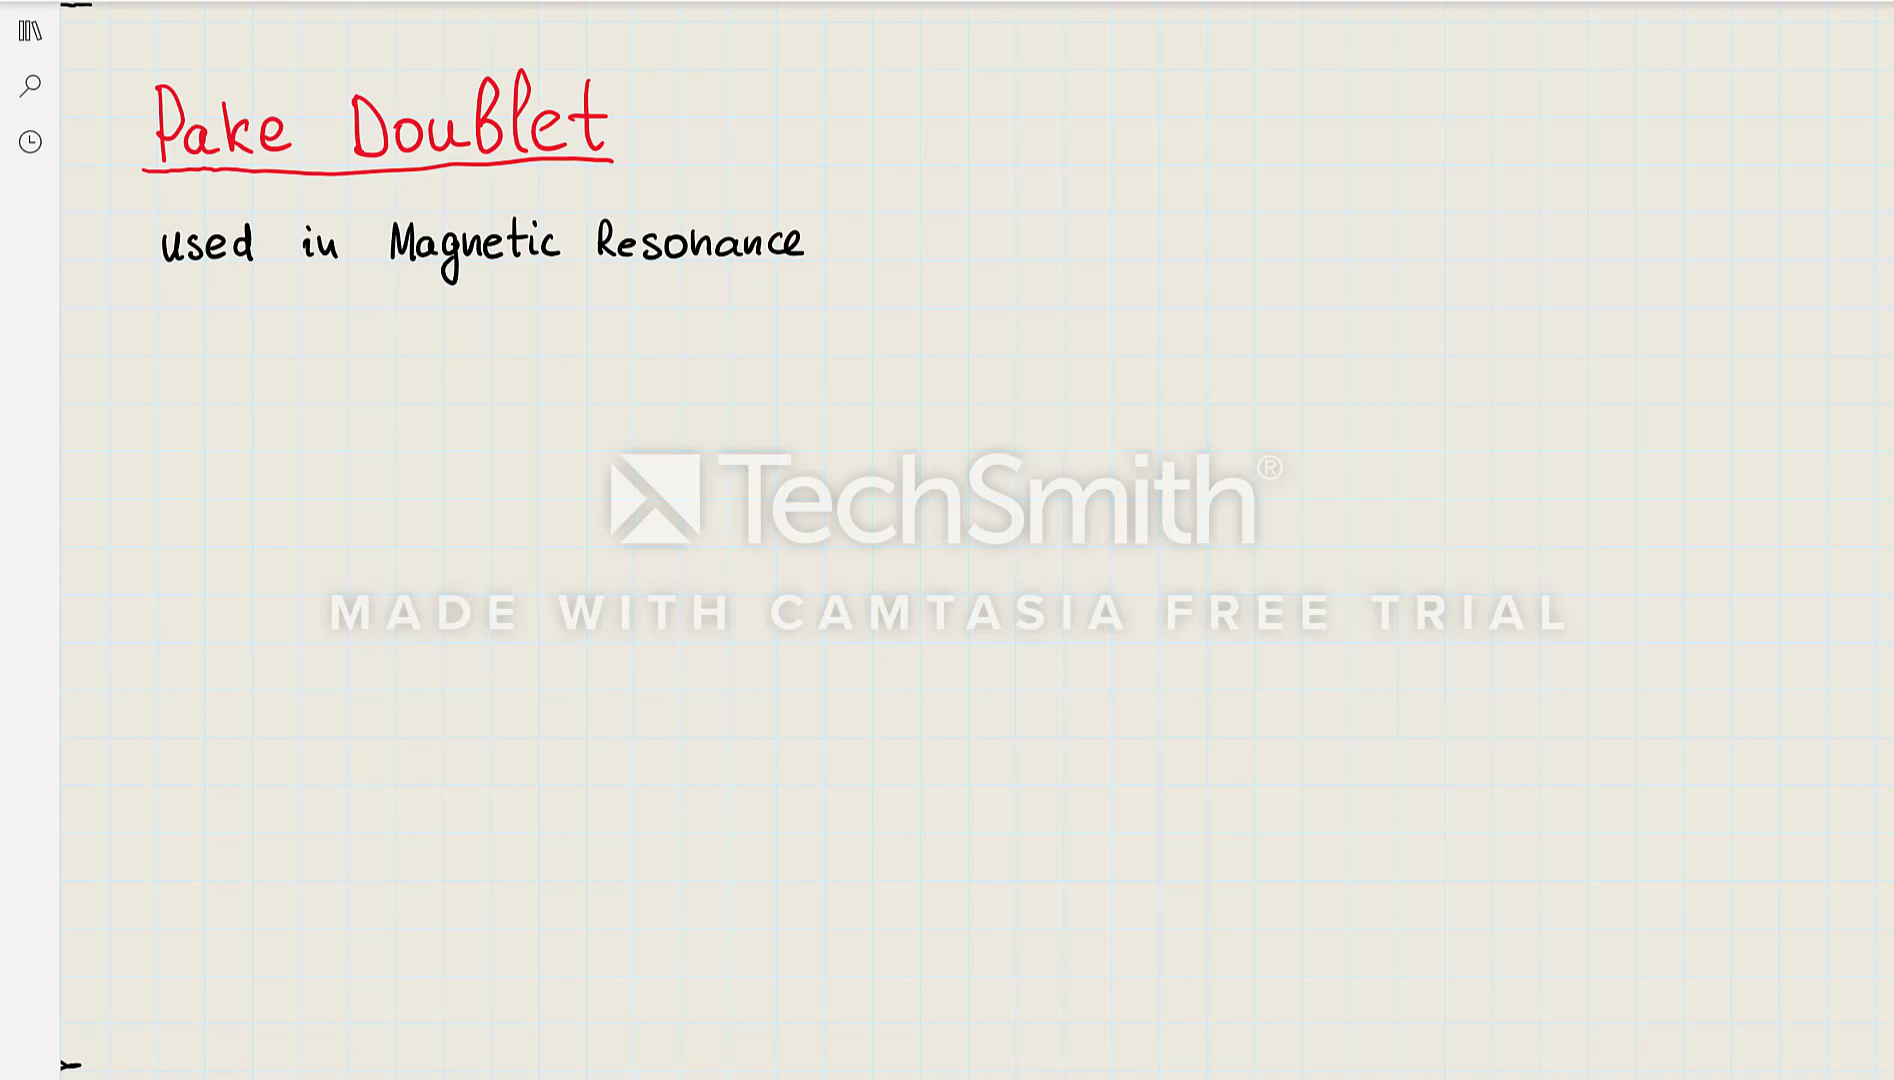 Pake Doublet
used in Magnetic Resonance
TechSmith®
MADE WITH CAMTASIA FREE TRIAL